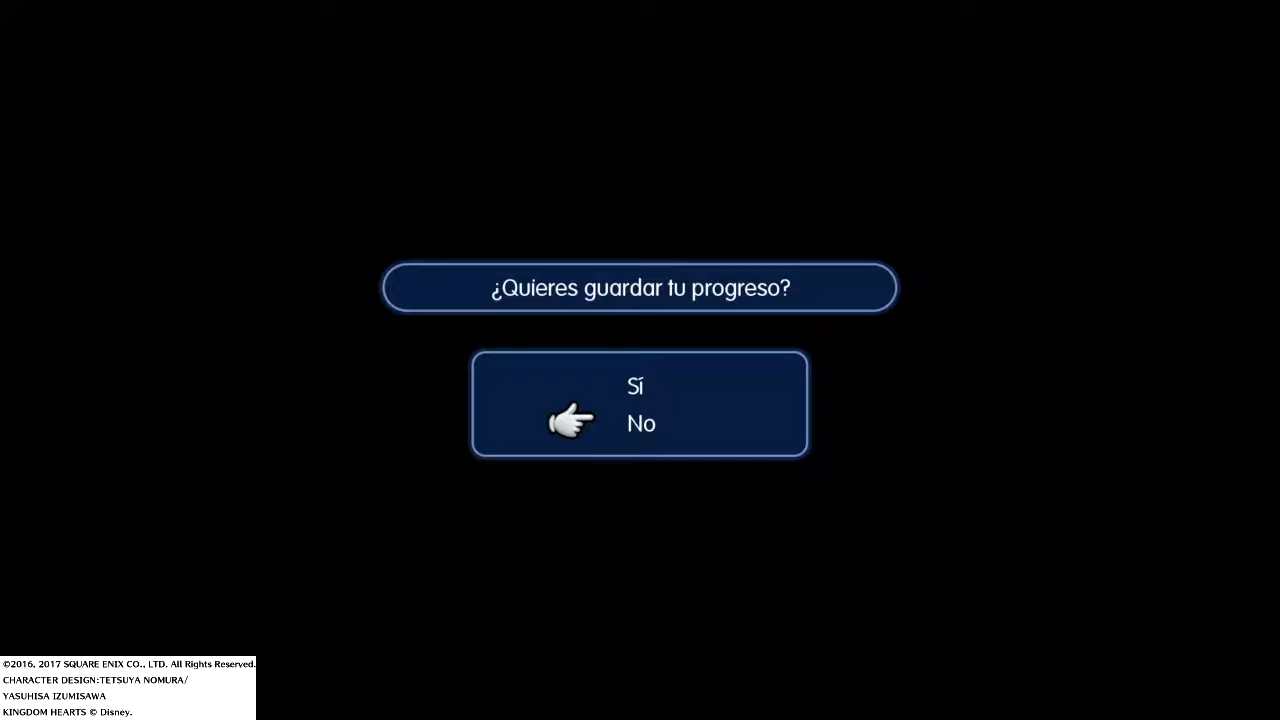 ¿Quieres guardar tu progreso?
Sí
No
©2016, 2017 SQUARE ENIX CO., LTD. All Rights Reserved.
CHARACTER DESIGN:TETSUYA NOMURA/
YASUHISA IZUMISAWA
KINGDOM HEARTS © Disney.